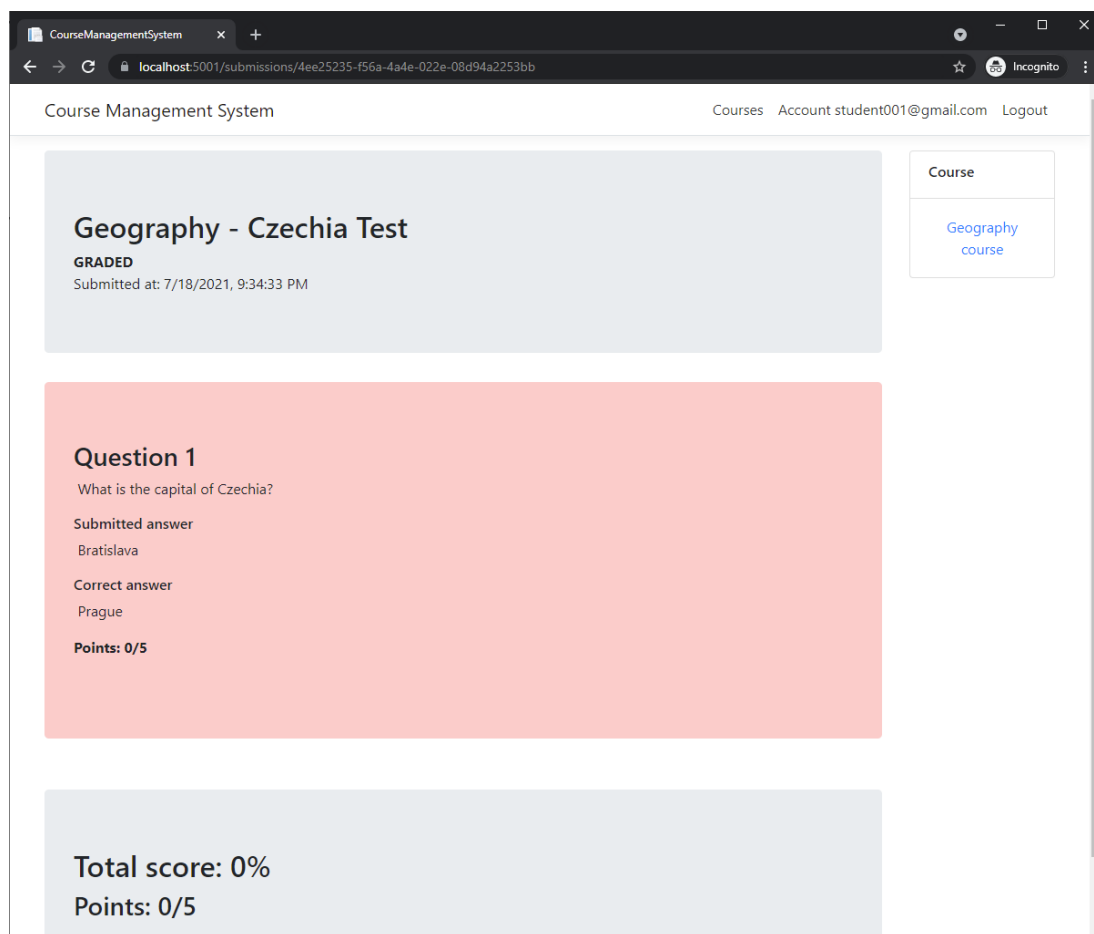 CourseManagementSystem
localhost:5001/submissions/4ee25235-f56a-4a4e-022e-08d94a2253bb
Incognito
Course Management System
Courses Account student001@gmail.com Logout
Geography - Czechia Test
GRADED
Submitted at: 7/18/2021, 9:34:33 PM
Course
Geography
course
Question 1
What is the capital of Czechia?
Submitted answer
Bratislava
Correct answer
Prague
Points: 0/5
Total score: 0%
Points: 0/5